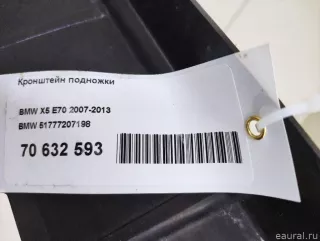 Кронштейн подножки
BMW X5 E70 2007-2013
BMW 51777207198
70 632 593
eaural.ru